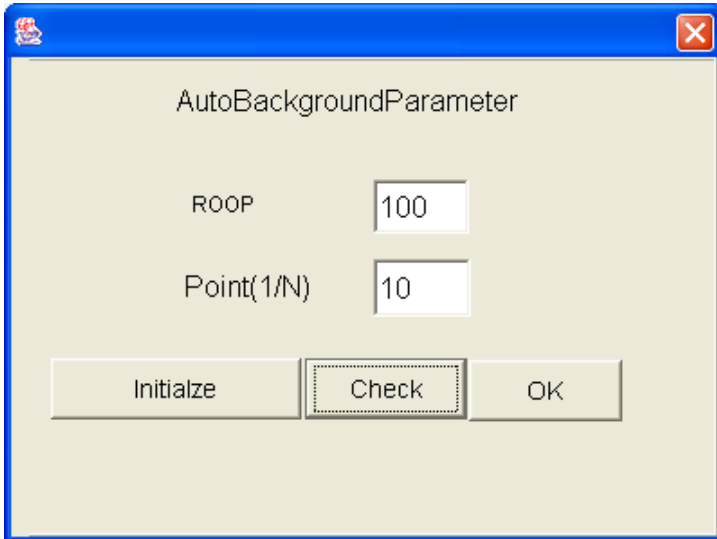 AutoBackgroundParameter
ROOP 100
Point(1/N) 10
Initialze Check OK